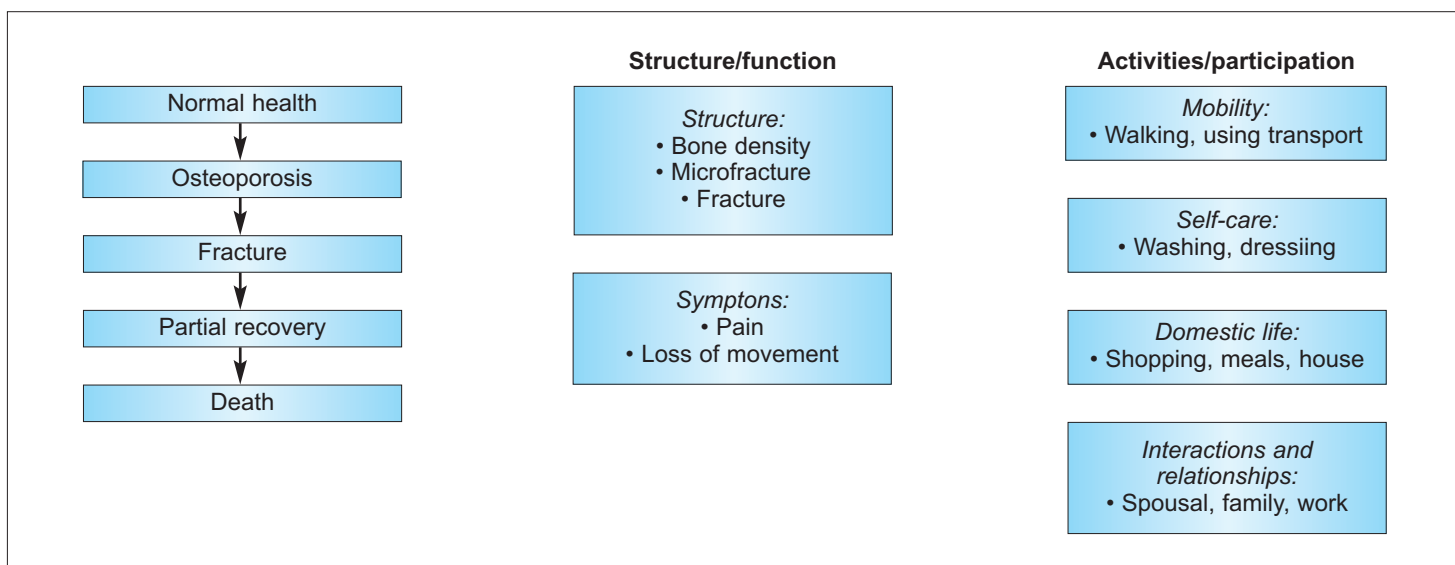 Normal health
Osteoporosis
Fracture
Partial recovery
Death
Structure/function
Structure:
• Bone density
• Microfracture
• Fracture
Symptons:
• Pain
• Loss of movement
Activities/participation
Mobility:
• Walking, using transport
Self-care:
• Washing, dressiing
Domestic life:
• Shopping, meals, house
Interactions and
relationships:
• Spousal, family, work